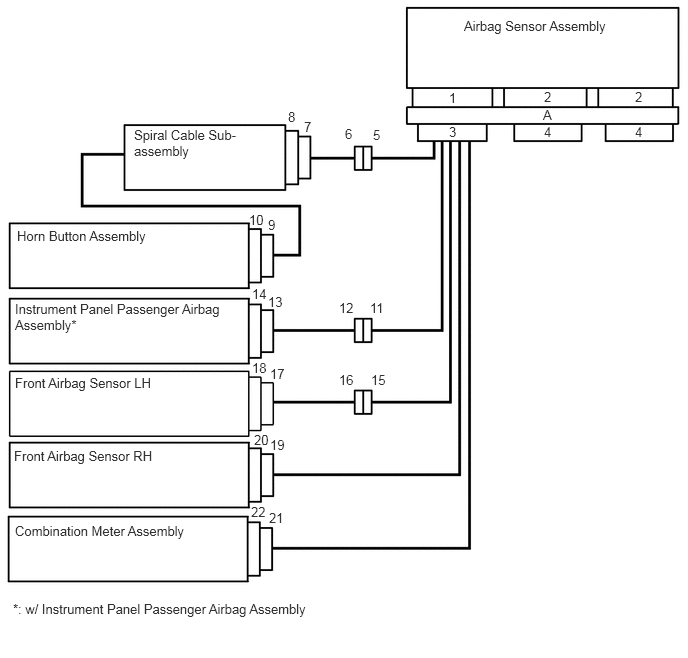 Airbag Sensor Assembly
1 2 2
A
3 4 4
8 7 6 5
Spiral Cable Sub-
assembly
10 9
Horn Button Assembly
14 13 12 11
Instrument Panel Passenger Airbag
Assembly*
18 17 16 15
Front Airbag Sensor LH
20 19
Front Airbag Sensor RH
22 21
Combination Meter Assembly
*: w/ Instrument Panel Passenger Airbag Assembly